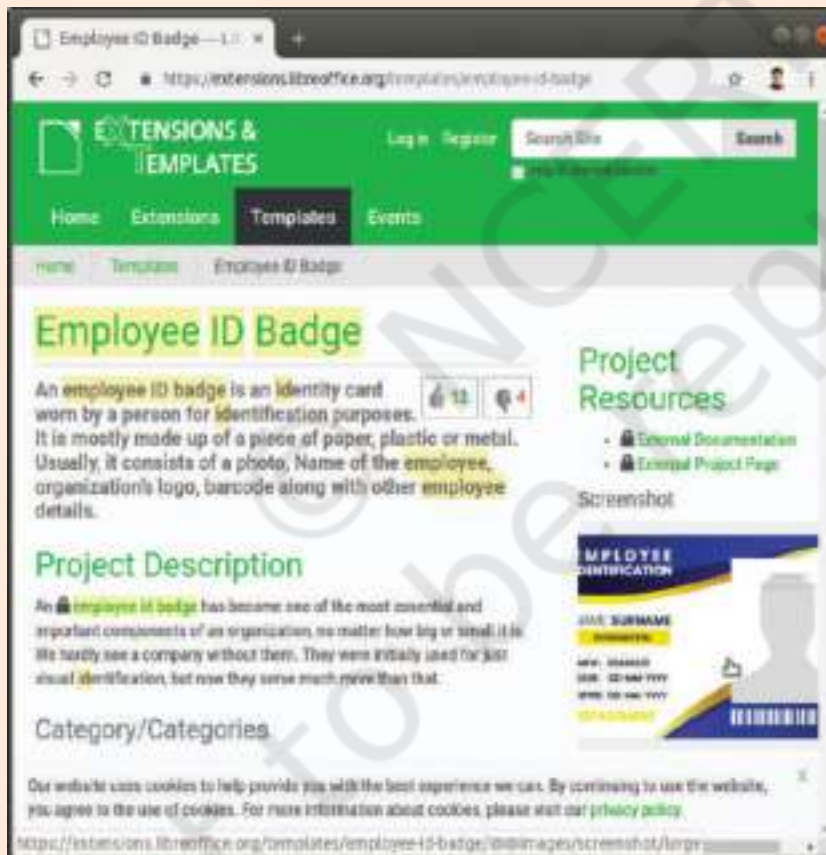 Employee ID Badge
https://extensions.libreoffice.org/templates/employee-id-badge
EXTENSIONS &
TEMPLATES
Log in Register
Search Site
Search
Home Extensions Templates Events
Home Templates Employee ID Badge
Employee ID Badge
An employee ID badge is an identity card
worn by a person for identification purposes.
It is mostly made up of a piece of paper, plastic or metal.
Usually, it consists of a photo, Name of the employee,
organization's logo, barcode along with other employee
details.
4
Project
Resources
External Documentation
External Project Page
Screenshot
EMPLOYEE
IDENTIFICATION
SURNAME
Project Description
An employee id badge has become one of the most essential and
important components of an organization, no matter how big or small it is.
We hardly see a company without them. They were initially used for just
visual identification, but now they serve much more than that.
Category/Categories
Our website uses cookies to help provide you with the best experience we can. By continuing to use the website,
you agree to the use of cookies. For more information about cookies, please visit our privacy policy.
X
https://extensions.libreoffice.org/templates/employee-id-badge/@@images/screenshot/large
© NCERT
to be rep